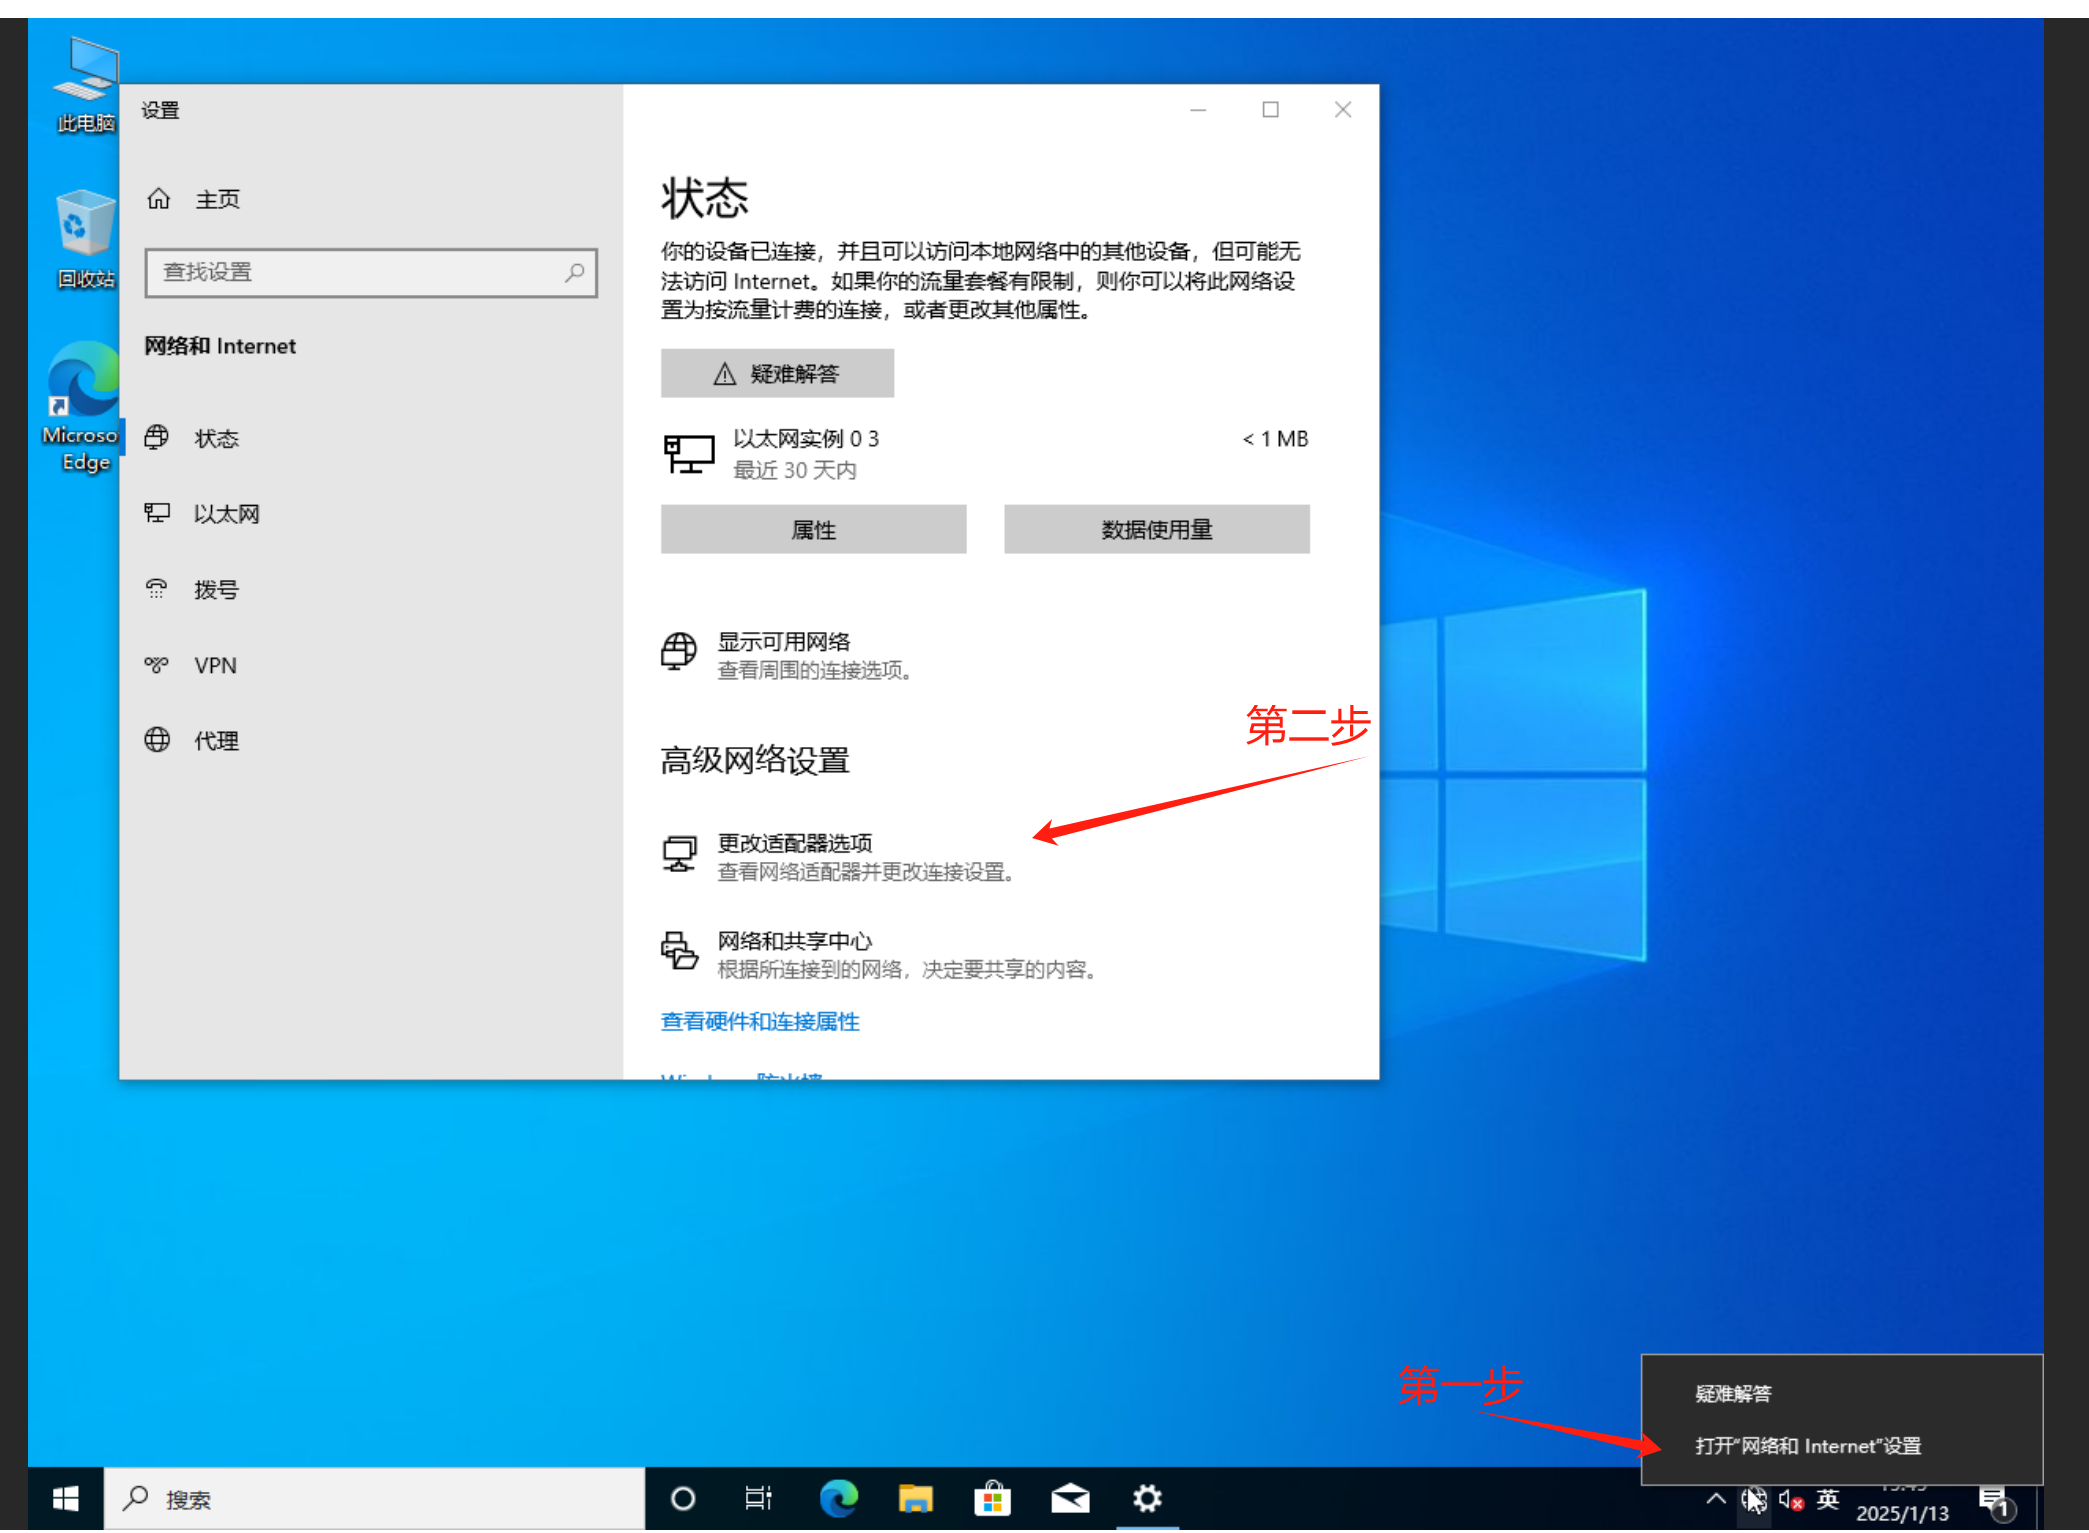 此电脑
回收站
Microso
Edge
设置
主页
查找设置
网络和 Internet
状态
以太网
拨号
VPN
代理
状态
你的设备已连接，并且可以访问本地网络中的其他设备，但可能无
法访问 Internet。如果你的流量套餐有限制，则你可以将此网络设
置为按流量计费的连接，或者更改其他属性。
疑难解答
以太网实例 0 3
< 1 MB
最近 30 天内
属性
数据使用量
显示可用网络
查看周围的连接选项。
第二步
高级网络设置
更改适配器选项
查看网络适配器并更改连接设置。
网络和共享中心
根据所连接到的网络，决定要共享的内容。
查看硬件和连接属性
第一步
疑难解答
打开"网络和 Internet"设置
搜索
英
2025/1/13
1